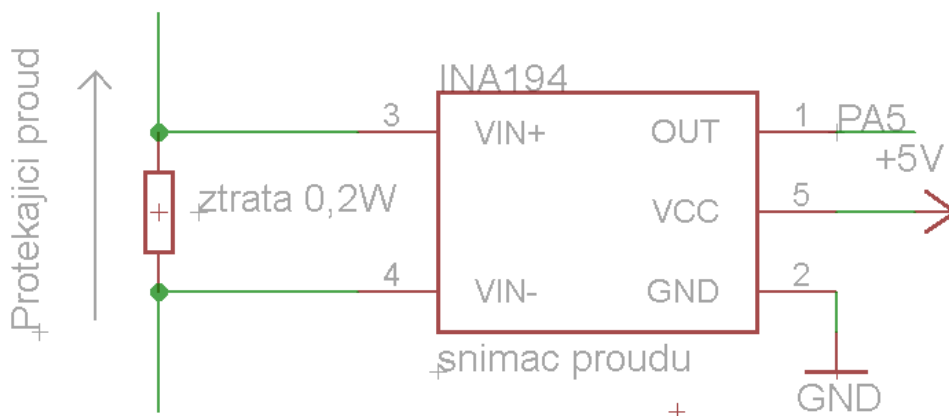 Protekajici proud
INA194
3
VIN+
OUT
1
PA5
+5V
ztrata 0,2W
VCC
5
4
VIN-
GND
2
snimac proudu
GND